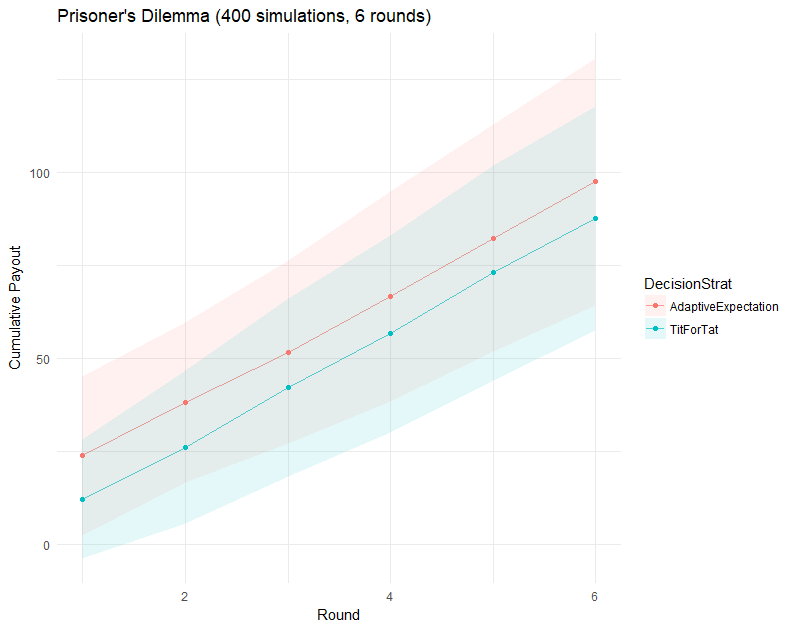 Prisoner's Dilemma (400 simulations, 6 rounds)
100
50
0
Cumulative Payout
2
4
6
Round
DecisionStrat
AdaptiveExpectation
TitForTat